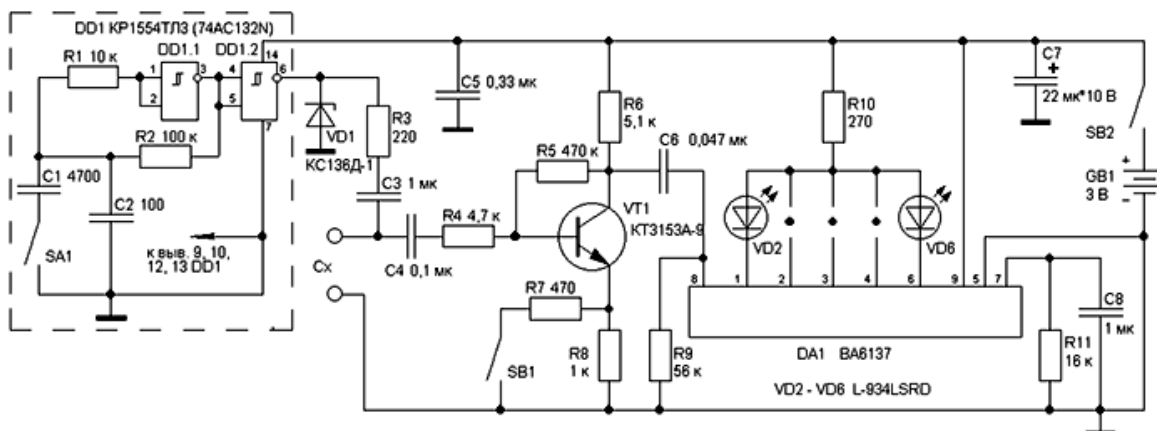 DD1 КР1554ТЛ3 (74AC132N)
R1 10 к
DD1.1
DD1.2
14
1
2
3
4
5
6
7
R2 100 к
C1 4700
C2 100
SA1
к выв. 9, 10,
12, 13 DD1
VD1
КС136Д-1
R3
220
C3 1 мк
C4 0,1 мк
Cx
R4 4,7 к
C5 0,33 мк
R5 470 к
R6
5,1 к
C6 0,047 мк
VT1
КТ3153А-9
R7 470
SB1
R8
1 к
R9
56 к
R10
270
VD2
VD6
8
1
2
3
4
6
9
5
7
DA1 BA6137
VD2 - VD6 L-934LSRD
C7
+
22 мк*10 В
SB2
+
GB1
3 В
-
C8
1 мк
R11
16 к